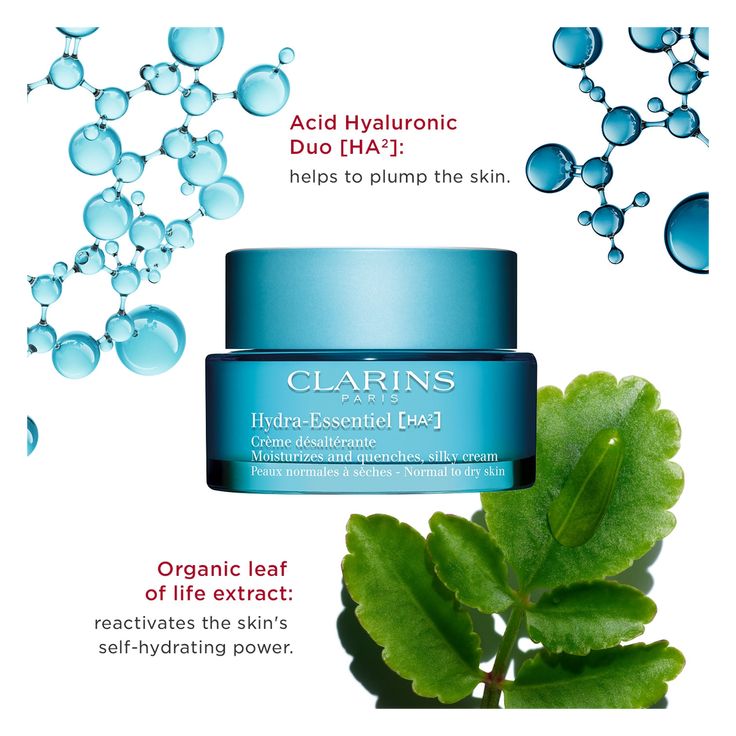 Acid Hyaluronic
Duo [HA²]:
helps to plump the skin.
CLARINS
PARIS
Hydra-Essentiel [HA²]
Crème désaltérante
Moisturizes and quenches, silky cream
Peaux normales à sèches - Normal to dry skin
Organic leaf
of life extract:
reactivates the skin's
self-hydrating power.